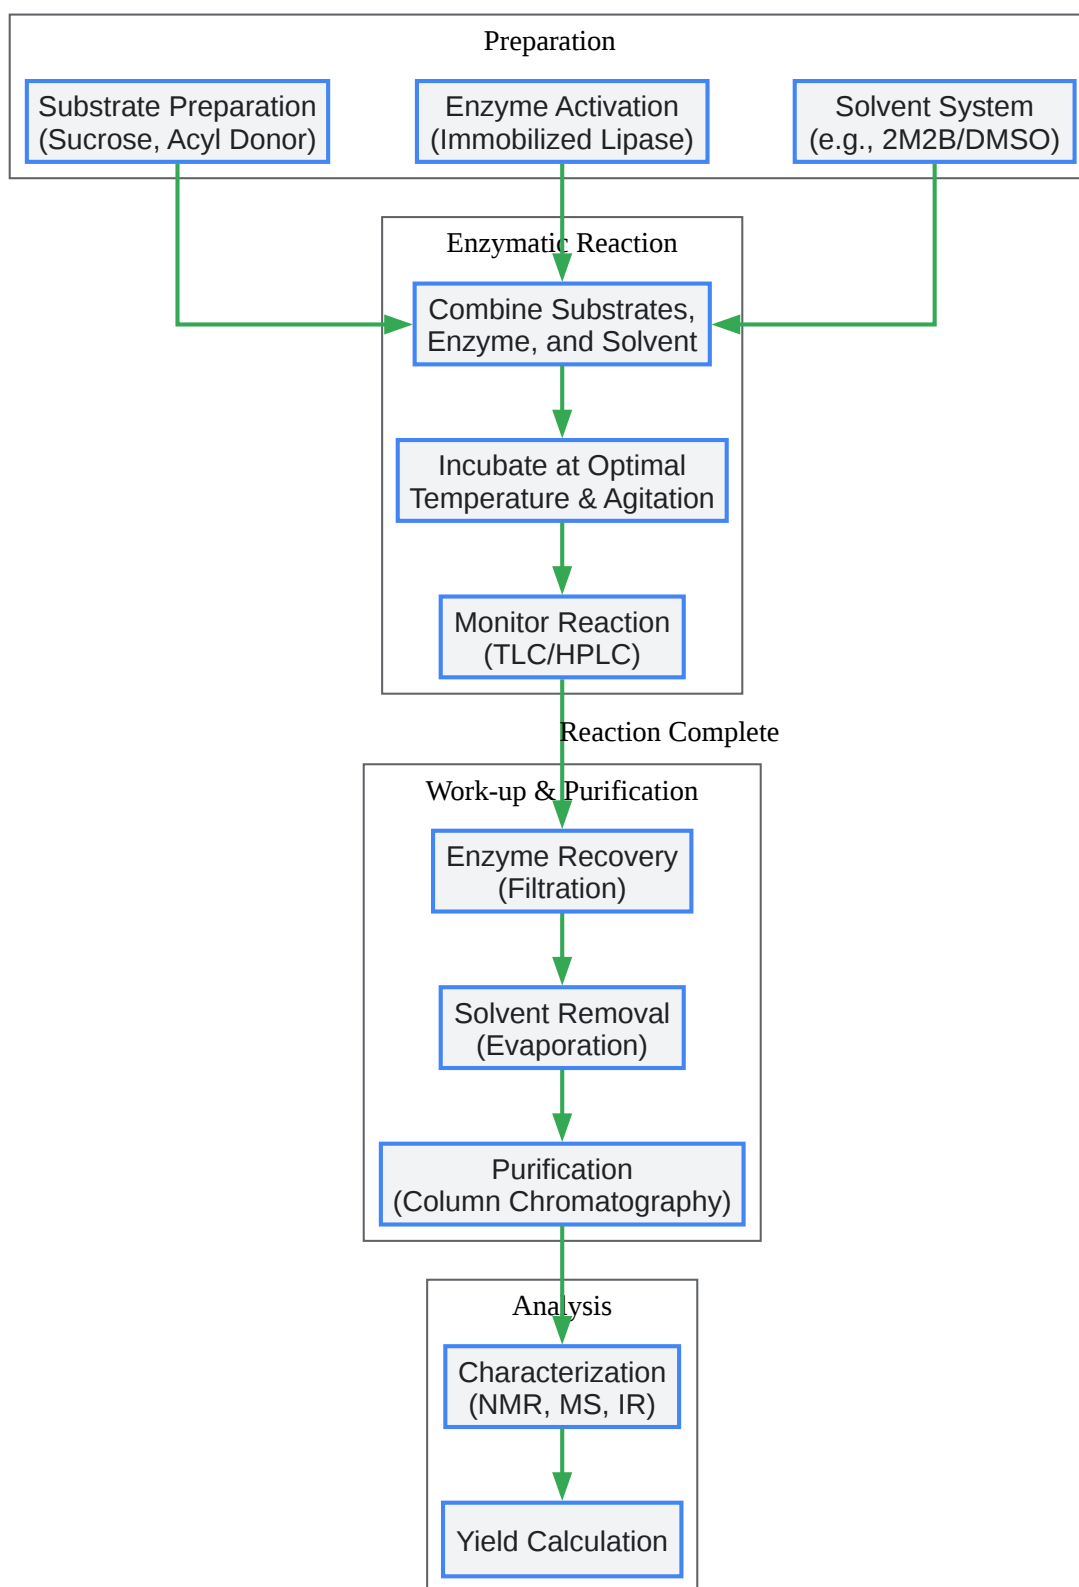 Preparation
Substrate Preparation
(Sucrose, Acyl Donor)
Enzyme Activation
(Immobilized Lipase)
Solvent System
(e.g., 2M2B/DMSO)
Enzymatic Reaction
Combine Substrates,
Enzyme, and Solvent
Incubate at Optimal
Temperature & Agitation
Monitor Reaction
(TLC/HPLC)
Reaction Complete
Work-up & Purification
Enzyme Recovery
(Filtration)
Solvent Removal
(Evaporation)
Purification
(Column Chromatography)
Analysis
Characterization
(NMR, MS, IR)
Yield Calculation